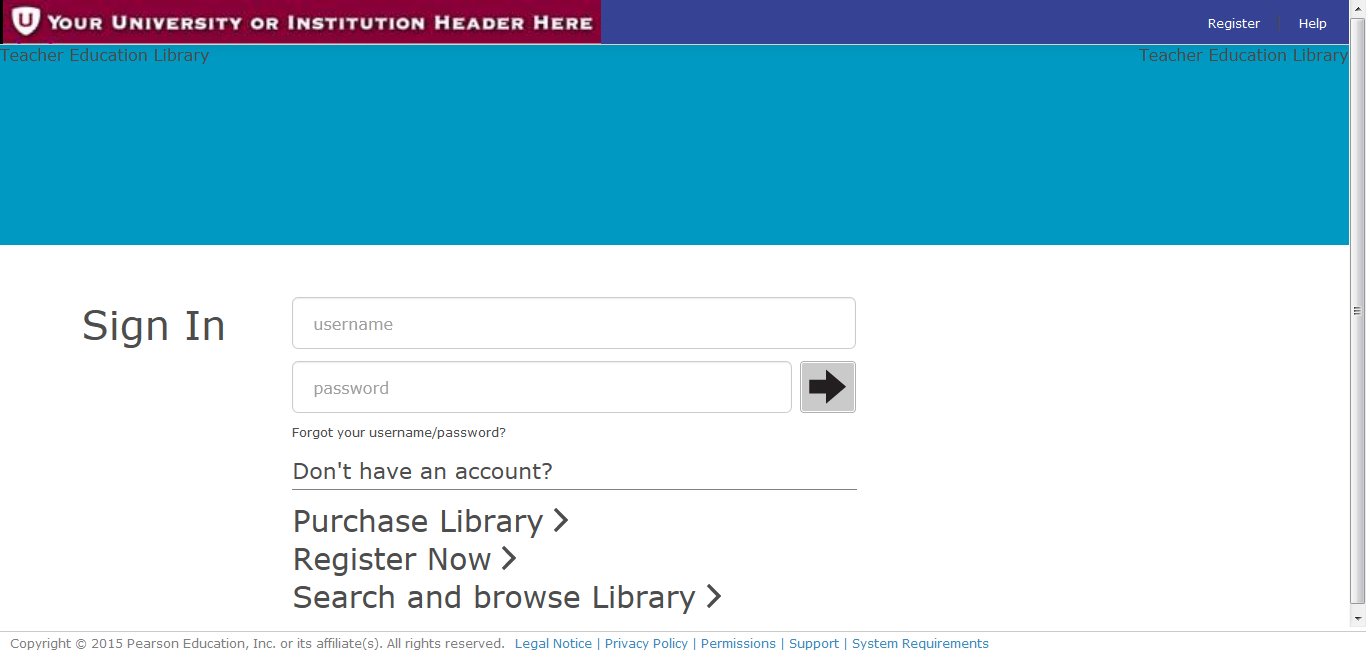 YOUR UNIVERSITY OR INSTITUTION HEADER HERE
Register | Help
Teacher Education Library
Teacher Education Library
Sign In
username
password
Forgot your username/password?
Don't have an account?
Purchase Library
Register Now
Search and browse Library
Copyright © 2015 Pearson Education, Inc. or its affiliate(s). All rights reserved. Legal Notice | Privacy Policy | Permissions | Support | System Requirements